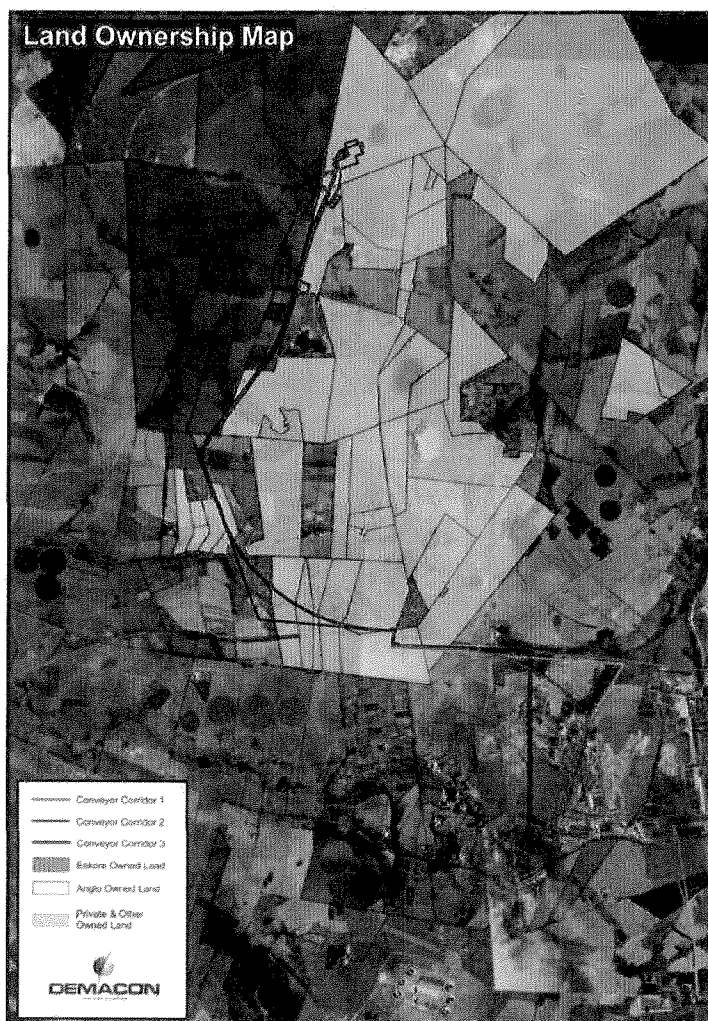 Land Ownership Map
Conveyor Corridor 1
Conveyor Corridor 2
Conveyor Corridor 3
Eskom Owned Land
Anglo Owned Land
Private & Other
Owned Land
DEMACON